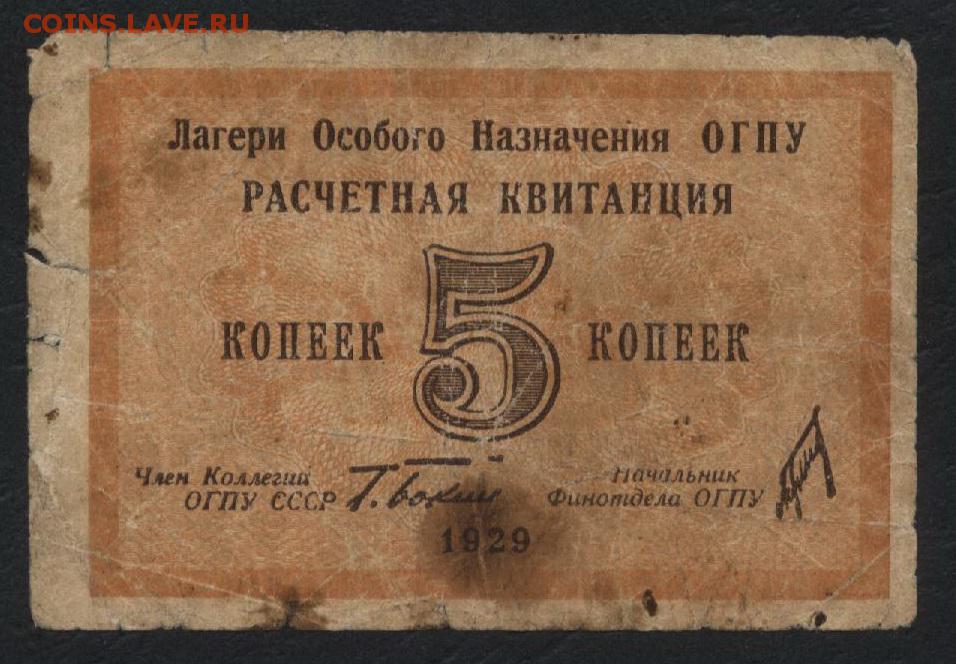 COINS.LAVE.RU
Лагери Особого Назначения ОГПУ
РАСЧЕТНАЯ КВИТАНЦИЯ
КОПЕЕК 5 КОПЕЕК
Член Коллегии
ОГПУ СССР Г. Бокий
Начальник
Финотдела ОГПУ
1929